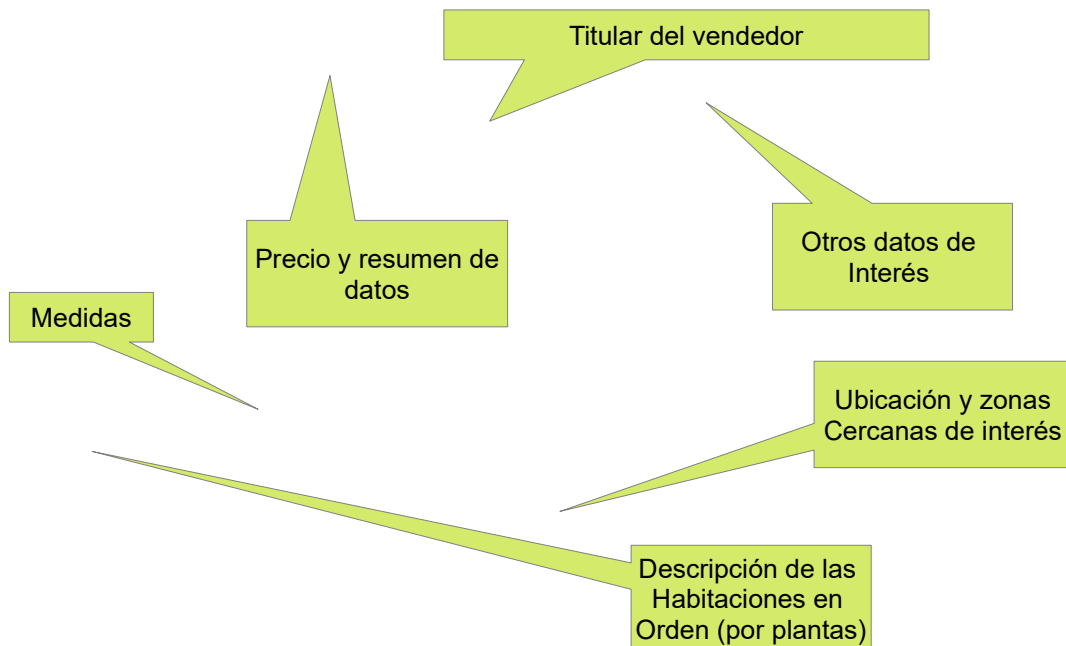 Titular del vendedor
Precio y resumen de
datos
Otros datos de
Interés
Medidas
Ubicación y zonas
Cercanas de interés
Descripción de las
Habitaciones en
Orden (por plantas)